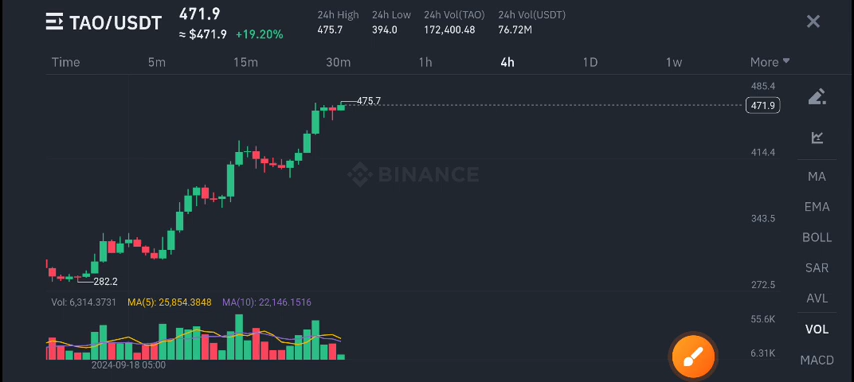 TAO/USDT
471.9
≈ $471.9 +19.20%
24h High 24h Low 24h Vol(TAO) 24h Vol(USDT)
475.7 394.0 172,400.48 76.72M
Time 5m 15m 30m 1h 4h 1D 1w More
485.4
475.7
471.9
414.4
BINANCE
343.5
282.2
272.5
MA
EMA
BOLL
SAR
AVL
VOL
MACD
Vol: 6,314.3731 MA(5): 25,854.3848 MA(10): 22,146.1516
55.6K
6.31K
2024-09-18 05:00